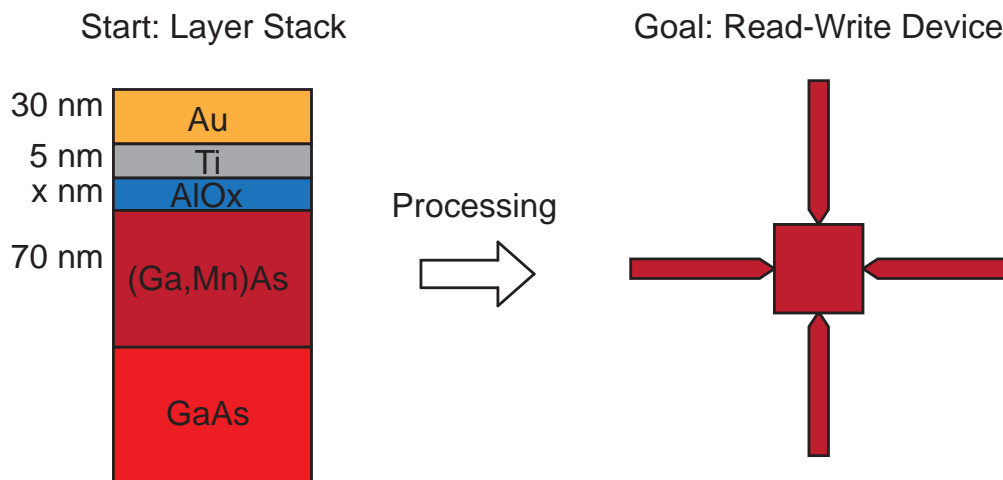 Start: Layer Stack
Goal: Read-Write Device
30 nm
Au
5 nm
Ti
x nm
AlOx
Processing
70 nm
(Ga,Mn)As
GaAs